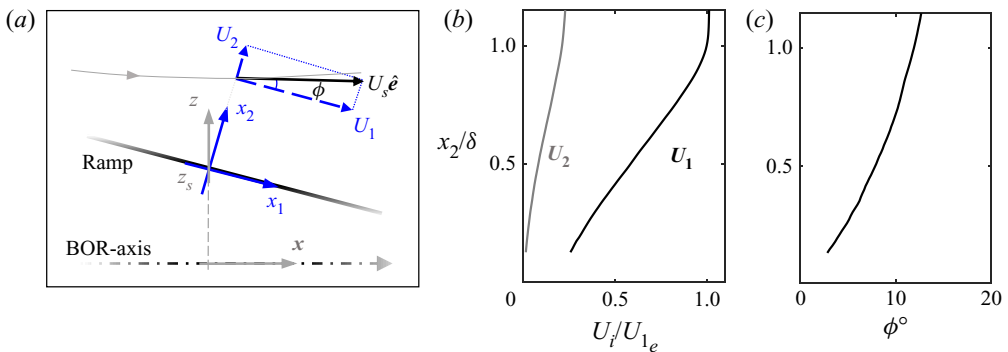 (a)
U₂
Uₛê
ϕ
U₁
x₂
z
Ramp
zₛ
x₁
BOR-axis
x
(b)
x₂/δ
1.0
0.5
0
0.5
1.0
U₂
U₁
Uᵢ/U₁ₑ
(c)
1.0
0.5
0
10
20
ϕ°